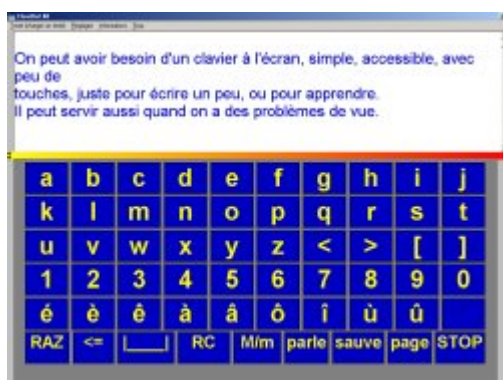 On peut avoir besoin d'un clavier à l'écran, simple, accessible, avec
peu de
touches, juste pour écrire un peu, ou pour apprendre.
Il peut servir aussi quand on a des problèmes de vue.
a b c d e f g h i j
k l m n o p q r s t
u v w x y z < > [ ]
1 2 3 4 5 6 7 8 9 0
é è ê à â ô î ù û
RAZ <= |____| RC M/m parle sauve page STOP